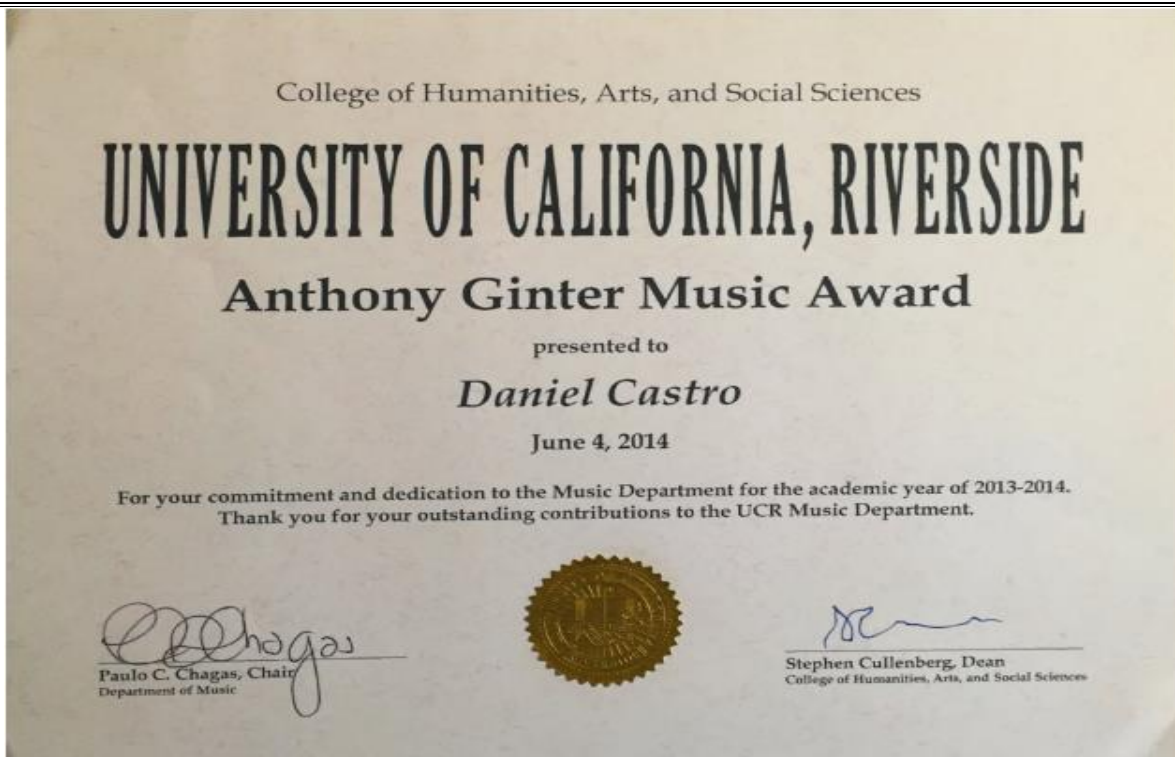 College of Humanities, Arts, and Social Sciences
UNIVERSITY OF CALIFORNIA, RIVERSIDE
Anthony Ginter Music Award
presented to
Daniel Castro
June 4, 2014
For your commitment and dedication to the Music Department for the academic year of 2013-2014.
Thank you for your outstanding contributions to the UCR Music Department.
Chagas
Paulo C. Chagas, Chair
Department of Music
Stephen Cullenberg, Dean
College of Humanities, Arts, and Social Sciences